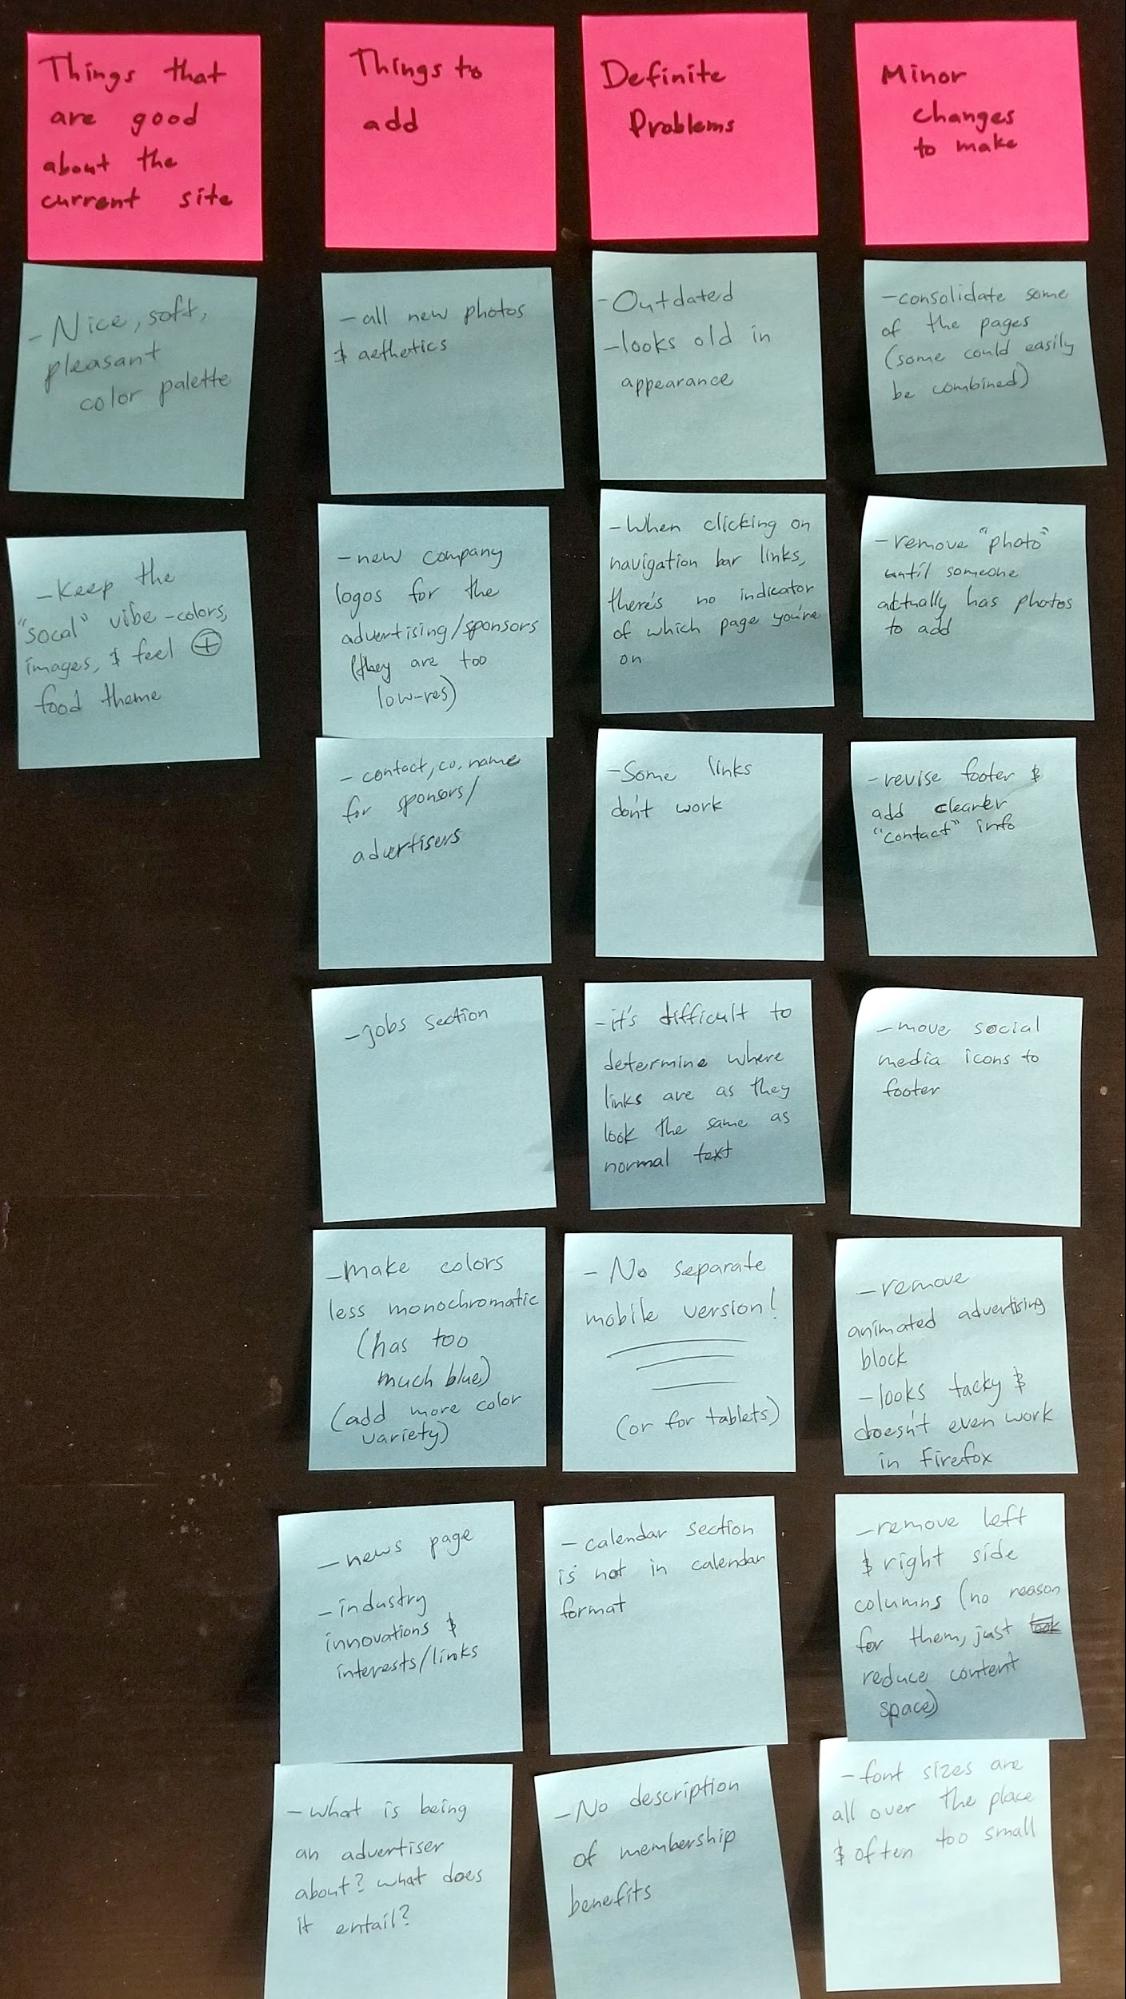 Things that
are good
about the
current site
- Nice, soft,
pleasant
color palette
- Keep the
"socal" vibe - colors,
images, & feel ⊕
food theme
Things to
add
- all new photos
& aethetics
- new company
logos for the
advertising/sponsors
(they are too
low-res)
- contact, co. name
for sponsors/
advertisers
- jobs section
- make colors
less monochromatic
(has too
much blue)
(add more color
variety)
- news page
- industry
innovations &
interests/links
- what is being
an advertiser
about? what does
it entail?
Definite
Problems
- Outdated
- looks old in
appearance
- When clicking on
navigation bar links,
there's no indicator
of which page you're
on
- Some links
don't work
- it's difficult to
determine where
links are as they
look the same as
normal text
- No separate
mobile version!
(or for tablets)
- calendar section
is not in calendar
format
- No description
of membership
benefits
Minor
changes
to make
- consolidate some
of the pages
(some could easily
be combined)
- remove "photo"
until someone
actually has photos
to add
- revise footer &
add clearer
"contact" info
- move social
media icons to
footer
- remove
animated advertising
block
- looks tacky &
doesn't even work
in Firefox
- remove left
& right side
columns (no reason
for them, just
reduce content
space)
- font sizes are
all over the place
& often too small